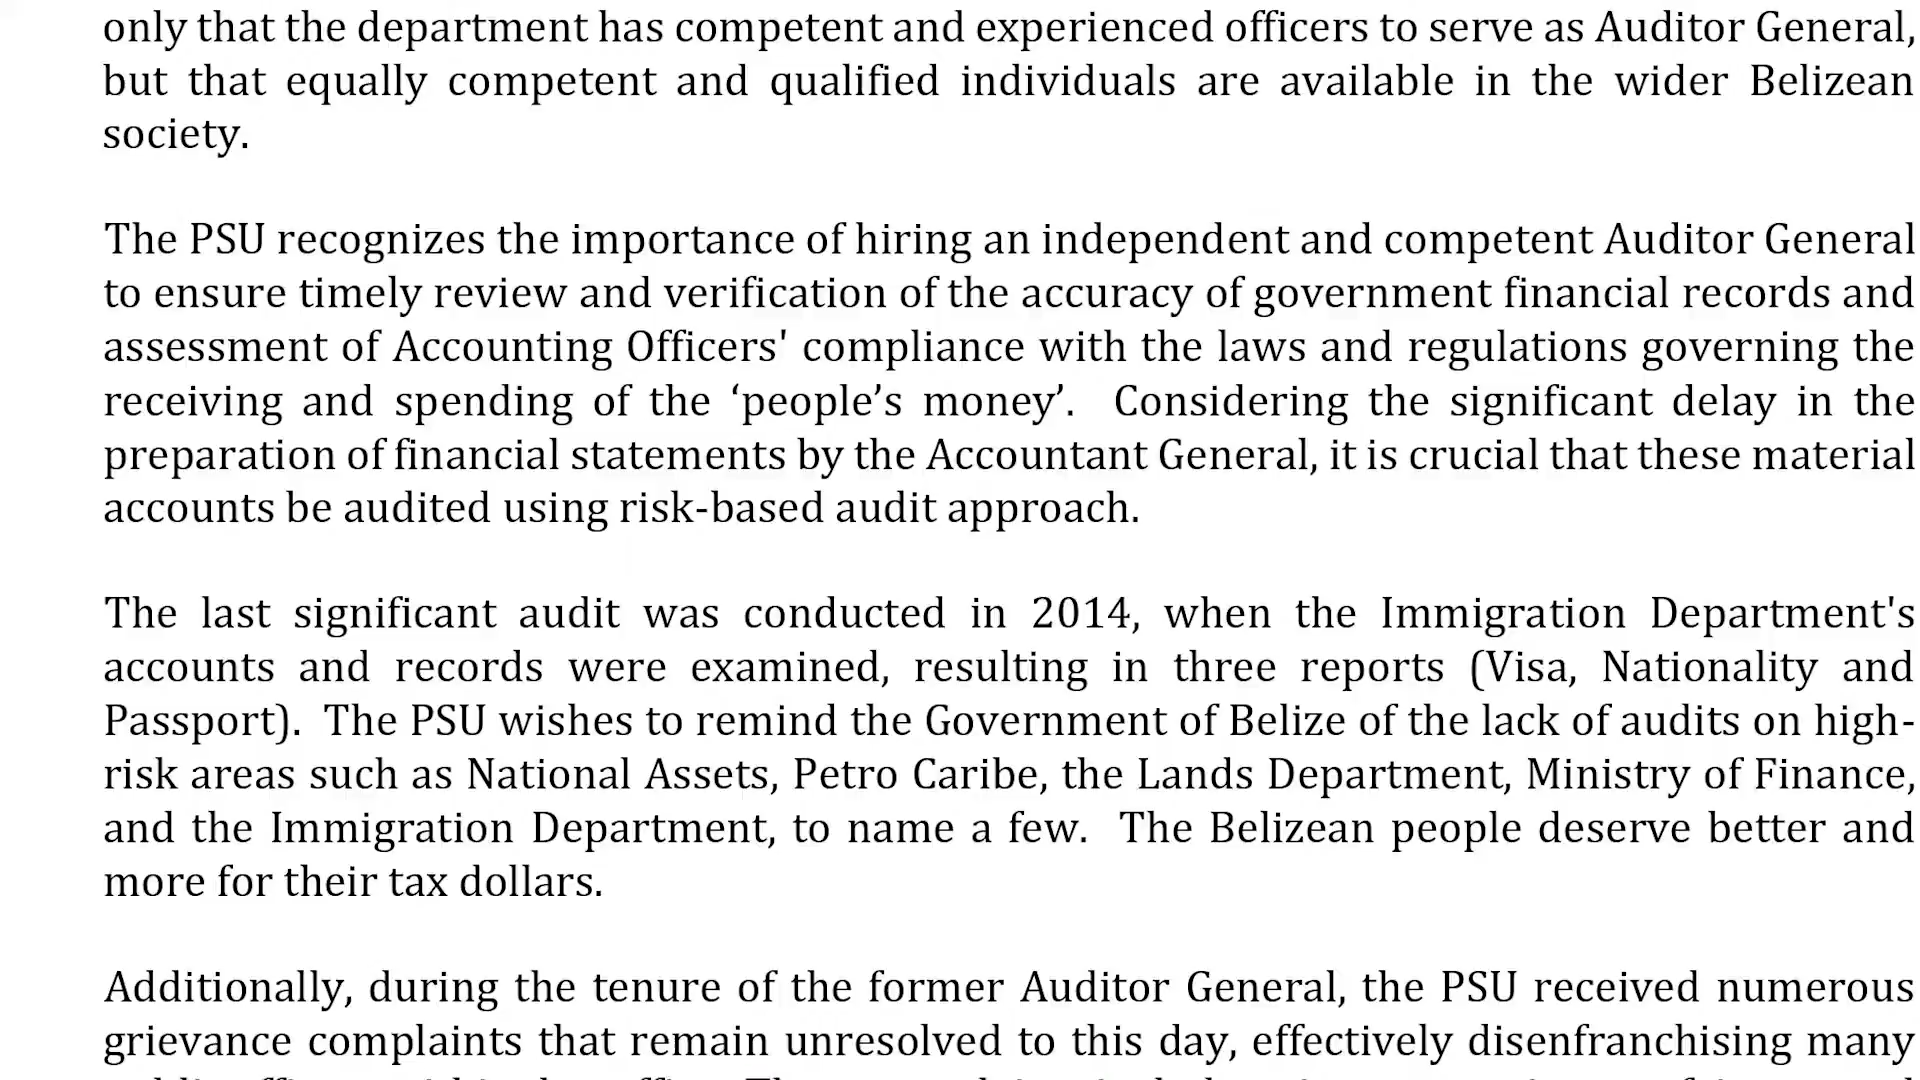 only that the department has competent and experienced officers to serve as Auditor General,
but that equally competent and qualified individuals are available in the wider Belizean
society.
The PSU recognizes the importance of hiring an independent and competent Auditor General
to ensure timely review and verification of the accuracy of government financial records and
assessment of Accounting Officers' compliance with the laws and regulations governing the
receiving and spending of the ‘people’s money’. Considering the significant delay in the
preparation of financial statements by the Accountant General, it is crucial that these material
accounts be audited using risk-based audit approach.
The last significant audit was conducted in 2014, when the Immigration Department's
accounts and records were examined, resulting in three reports (Visa, Nationality and
Passport). The PSU wishes to remind the Government of Belize of the lack of audits on high-
risk areas such as National Assets, Petro Caribe, the Lands Department, Ministry of Finance,
and the Immigration Department, to name a few. The Belizean people deserve better and
more for their tax dollars.
Additionally, during the tenure of the former Auditor General, the PSU received numerous
grievance complaints that remain unresolved to this day, effectively disenfranchising many